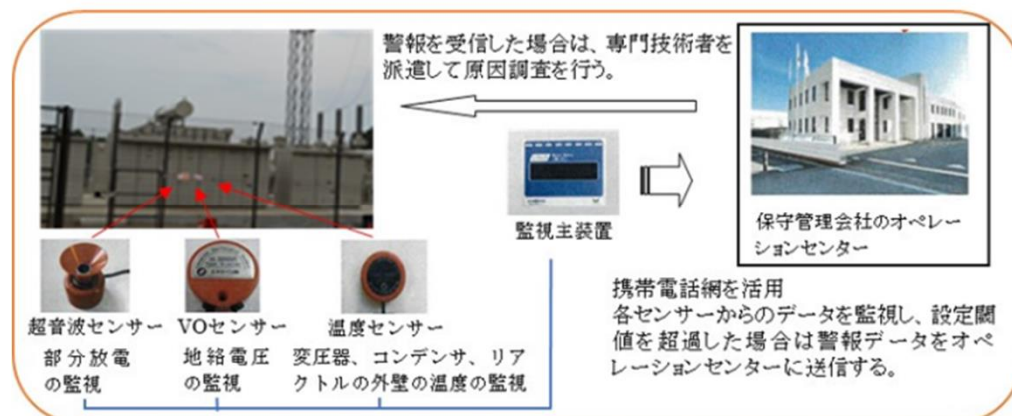 警報を受信した場合は、専門技術者を
派遣して原因調査を行う。
監視主装置
保守管理会社のオペレー
ションセンター
超音波センサー
部分放電
の監視
VOセンサー
地絡電圧
の監視
温度センサー
変圧器、コンデンサ、リア
クトルの外壁の温度の監視
携帯電話網を活用
各センサーからのデータを監視し、設定閾
値を超過した場合は警報データをオペ
レーションセンターに送信する。